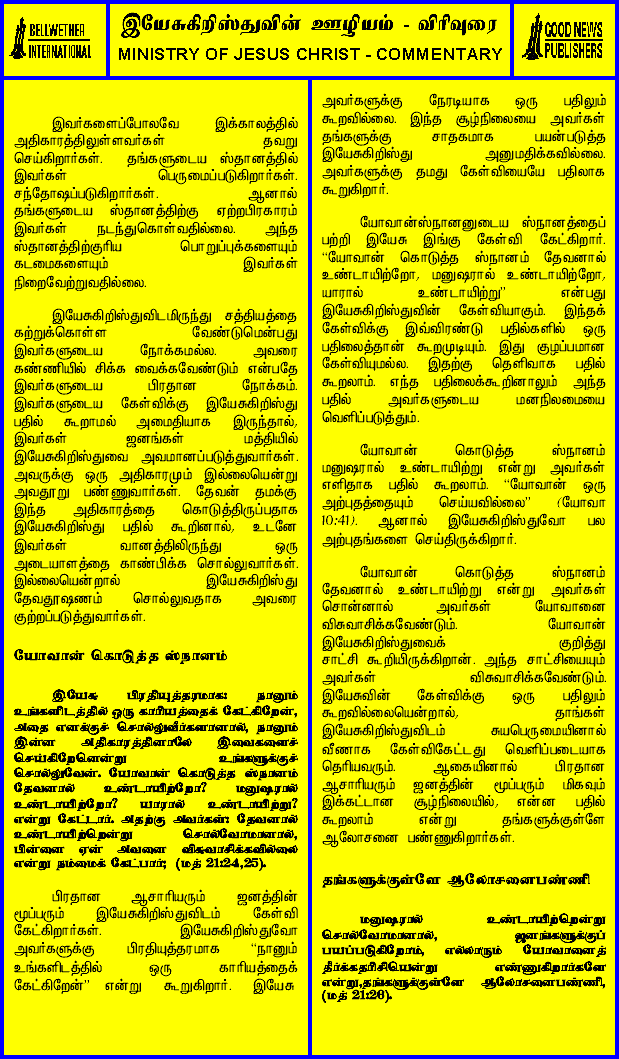 BELLWETHER
INTERNATIONAL
இயேசுகிறிஸ்துவின் ஊழியம் - விரிவுரை
MINISTRY OF JESUS CHRIST - COMMENTARY
GOOD NEWS
PUBLISHERS
இவர்களைப்போலவே இக்காலத்தில்
அதிகாரத்திலுள்ளவர்கள் தவறு
செய்கிறார்கள். தங்களுடைய ஸ்தானத்தில்
இவர்கள் பெருமைப்படுகிறார்கள்.
சந்தோஷப்படுகிறார்கள். ஆனால்
தங்களுடைய ஸ்தானத்திற்கு ஏற்றபிரகாரம்
இவர்கள் நடந்துகொள்வதில்லை. அந்த
ஸ்தானத்திற்குரிய பொறுப்புக்களையும்
கடமைகளையும் இவர்கள்
நிறைவேற்றுவதில்லை.
இயேசுகிறிஸ்துவிடமிருந்து சத்தியத்தை
கற்றுக்கொள்ள வேண்டுமென்பது
இவர்களுடைய நோக்கமல்ல. அவரை
கண்ணியில் சிக்க வைக்கவேண்டும் என்பதே
இவர்களுடைய பிரதான நோக்கம்.
இவர்களுடைய கேள்விக்கு இயேசுகிறிஸ்து
பதில் கூறாமல் அமைதியாக இருந்தால்,
இவர்கள் ஜனங்கள் மத்தியில்
இயேசுகிறிஸ்துவை அவமானப்படுத்துவார்கள்.
அவருக்கு ஒரு அதிகாரமும் இல்லையென்று
அவதூறு பண்ணுவார்கள். தேவன் தமக்கு
இந்த அதிகாரத்தை கொடுத்திருப்பதாக
இயேசுகிறிஸ்து பதில் கூறினால், உடனே
இவர்கள் வானத்திலிருந்து ஒரு
அடையாளத்தை காண்பிக்க சொல்லுவார்கள்.
இல்லையென்றால் இயேசுகிறிஸ்து
தேவதூஷணம் சொல்லுவதாக அவரை
குற்றப்படுத்துவார்கள்.
யோவான் கொடுத்த ஸ்நானம்
இயேசு பிரதியுத்தரமாக: நானும்
உங்களிடத்தில் ஒரு காரியத்தைக் கேட்கிறேன்,
அதை எனக்குச் சொல்லுவீர்களானால், நானும்
இன்ன அதிகாரத்தினாலே இவைகளைச்
செய்கிறேனென்று உங்களுக்குச்
சொல்லுவேன். யோவான் கொடுத்த ஸ்நானம்
தேவனால் உண்டாயிற்றோ? மனுஷரால்
உண்டாயிற்றோ? யாரால் உண்டாயிற்று?
என்று கேட்டார். அதற்கு அவர்கள்: தேவனால்
உண்டாயிற்றென்று சொல்வோமானால்,
பின்னை ஏன் அவனை விசுவாசிக்கவில்லை
என்று நம்மைக் கேட்பார்; (மத் 21:24,25).
பிரதான ஆசாரியரும் ஜனத்தின்
மூப்பரும் இயேசுகிறிஸ்துவிடம் கேள்வி
கேட்கிறார்கள். இயேசுகிறிஸ்துவோ
அவர்களுக்கு பிரதியுத்தரமாக "நானும்
உங்களிடத்தில் ஒரு காரியத்தைக்
கேட்கிறேன்" என்று கூறுகிறார். இயேசு
அவர்களுக்கு நேரடியாக ஒரு பதிலும்
கூறவில்லை. இந்த சூழ்நிலையை அவர்கள்
தங்களுக்கு சாதகமாக பயன்படுத்த
இயேசுகிறிஸ்து அனுமதிக்கவில்லை.
அவர்களுக்கு தமது கேள்வியையே பதிலாக
கூறுகிறார்.
யோவான்ஸ்நானனுடைய ஸ்நானத்தைப்
பற்றி இயேசு இங்கு கேள்வி கேட்கிறார்.
"யோவான் கொடுத்த ஸ்நானம் தேவனால்
உண்டாயிற்றோ, மனுஷரால் உண்டாயிற்றோ,
யாரால் உண்டாயிற்று" என்பது
இயேசுகிறிஸ்துவின் கேள்வியாகும். இந்தக்
கேள்விக்கு இவ்விரண்டு பதில்களில் ஒரு
பதிலைத்தான் கூறமுடியும். இது குழப்பமான
கேள்வியுமல்ல. இதற்கு தெளிவாக பதில்
கூறலாம். எந்த பதிலைக்கூறினாலும் அந்த
பதில் அவர்களுடைய மனநிலமையை
வெளிப்படுத்தும்.
யோவான் கொடுத்த ஸ்நானம்
மனுஷரால் உண்டாயிற்று என்று அவர்கள்
எளிதாக பதில் கூறலாம். "யோவான் ஒரு
அற்புதத்தையும் செய்யவில்லை" (யோவா
10:41). ஆனால் இயேசுகிறிஸ்துவோ பல
அற்புதங்களை செய்திருக்கிறார்.
யோவான் கொடுத்த ஸ்நானம்
தேவனால் உண்டாயிற்று என்று அவர்கள்
சொன்னால் அவர்கள் யோவானை
விசுவாசிக்கவேண்டும். யோவான்
இயேசுகிறிஸ்துவைக் குறித்து
சாட்சி கூறியிருக்கிறான். அந்த சாட்சியையும்
அவர்கள் விசுவாசிக்கவேண்டும்.
இயேசுவின் கேள்விக்கு ஒரு பதிலும்
கூறவில்லையென்றால், தாங்கள்
இயேசுகிறிஸ்துவிடம் சுயபெருமையினால்
வீணாக கேள்விகேட்டது வெளிப்படையாக
தெரியவரும். ஆகையினால் பிரதான
ஆசாரியரும் ஜனத்தின் மூப்பரும் மிகவும்
இக்கட்டான சூழ்நிலையில், என்ன பதில்
கூறலாம் என்று தங்களுக்குள்ளே
ஆலோசனை பண்ணுகிறார்கள்.
தங்களுக்குள்ளே ஆலோசனைபண்ணி
மனுஷரால் உண்டாயிற்றென்று
சொல்வோமானால், ஜனங்களுக்குப்
பயப்படுகிறோம், எல்லாரும் யோவானைத்
தீர்க்கதரிசியென்று எண்ணுகிறார்களே
என்று,தங்களுக்குள்ளே ஆலோசனைபண்ணி,
(மத் 21:26).